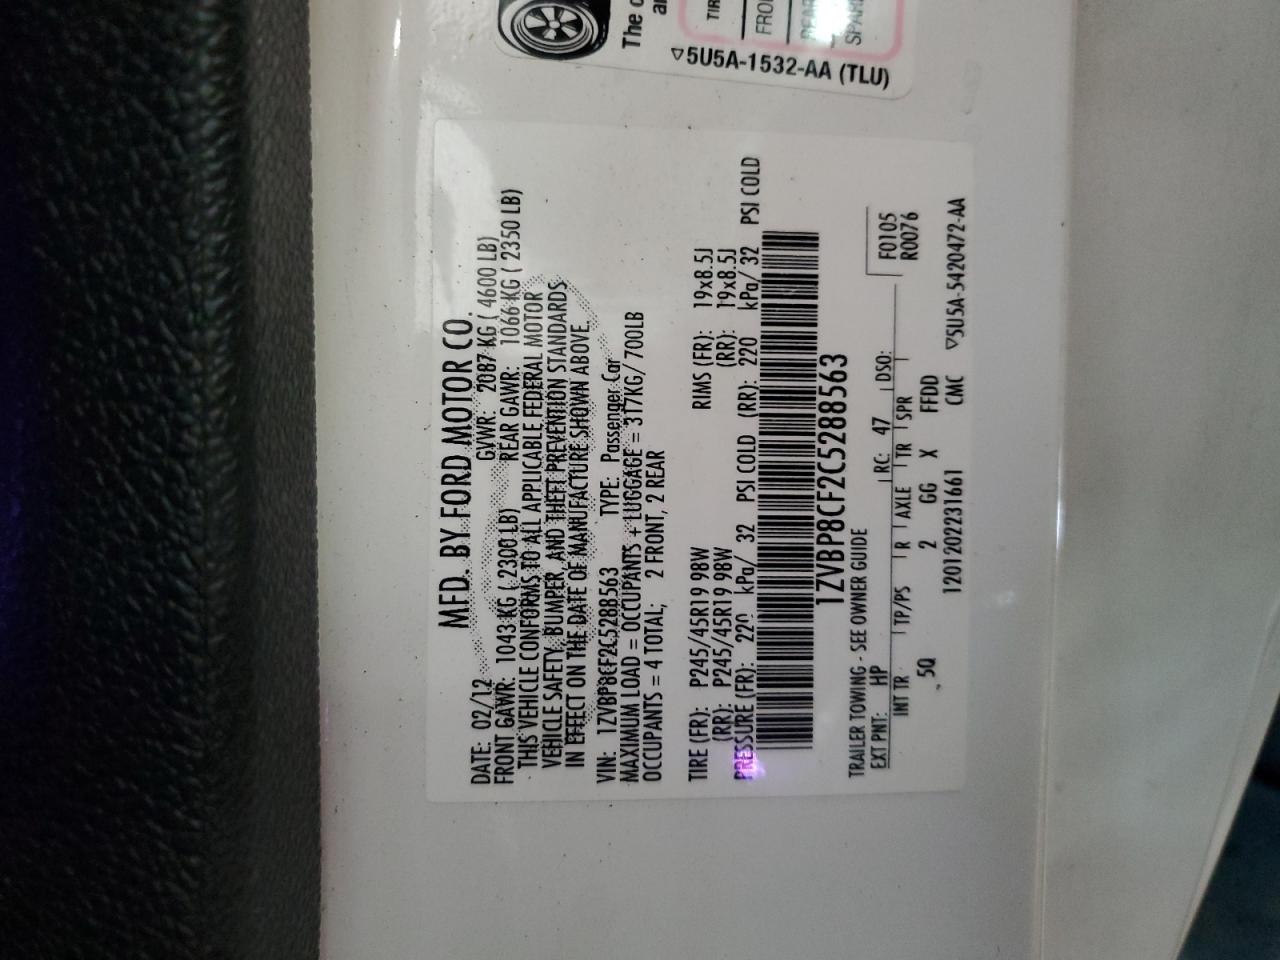 The
TIR
FRO
SPAR
▽5U5A-1532-AA (TLU)
MFD. BY FORD MOTOR CO.
DATE: 02/12 GVWR: 2087 KG ( 4600 LB)
FRONT GAWR: 1043 KG ( 2300 LB) REAR GAWR: 1066 KG ( 2350 LB)
THIS VEHICLE CONFORMS TO ALL APPLICABLE FEDERAL MOTOR
VEHICLE SAFETY, BUMPER, AND THEFT PREVENTION STANDARDS
IN EFFECT ON THE DATE OF MANUFACTURE SHOWN ABOVE.
VIN: 1ZVBP8CF2C5288563 TYPE: Passenger Car
MAXIMUM LOAD = OCCUPANTS + LUGGAGE = 317KG/ 700LB
OCCUPANTS = 4 TOTAL; 2 FRONT, 2 REAR
TIRE (FR): P245/45R19 98W RIMS (FR): 19x8.5J
(RR): P245/45R19 98W (RR): 19x8.5J
PRESSURE (FR): 220 kPa/ 32 PSI COLD (RR): 220 kPa/ 32 PSI COLD
1ZVBP8CF2C5288563
TRAILER TOWING - SEE OWNER GUIDE
EXT PNT: HP RC: 47 DSO: F0105
INT TR TP/PS R AXLE TR SPR R0076
5Q 2 GG X FFDD
1201202231661 CMC ▽5U5A-5420472-AA